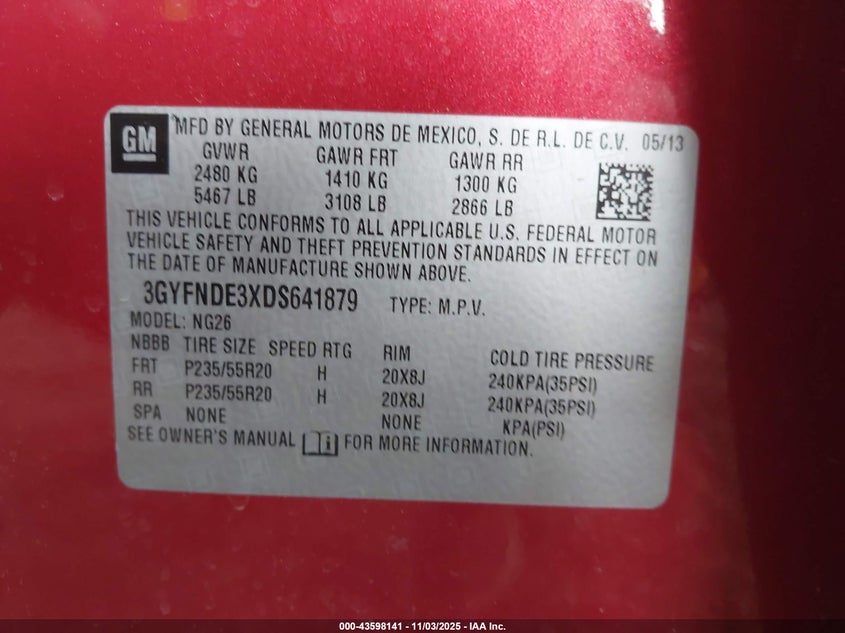 GM
MFD BY GENERAL MOTORS DE MEXICO, S. DE R.L. DE C.V. 05/13
GVWR GAWR FRT GAWR RR
2480 KG 1410 KG 1300 KG
5467 LB 3108 LB 2866 LB
THIS VEHICLE CONFORMS TO ALL APPLICABLE U.S. FEDERAL MOTOR
VEHICLE SAFETY AND THEFT PREVENTION STANDARDS IN EFFECT ON
THE DATE OF MANUFACTURE SHOWN ABOVE.
3GYFNDE3XDS641879 TYPE: M.P.V.
MODEL: NG26
NBBB TIRE SIZE SPEED RTG RIM COLD TIRE PRESSURE
FRT P235/55R20 H 20X8J 240KPA(35PSI)
RR P235/55R20 H 20X8J 240KPA(35PSI)
SPA NONE NONE KPA(PSI)
SEE OWNER'S MANUAL FOR MORE INFORMATION.
000-43598141 - 11/03/2025 - IAA Inc.